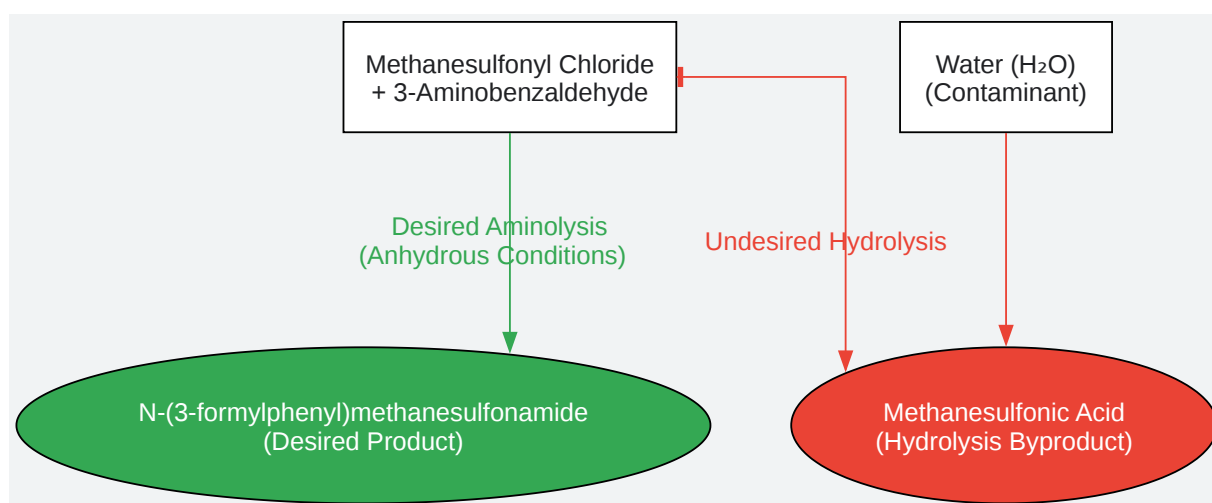 Methanesulfonyl Chloride
+ 3-Aminobenzaldehyde
Water (H₂O)
(Contaminant)
Desired Aminolysis
(Anhydrous Conditions)
Undesired Hydrolysis
N-(3-formylphenyl)methanesulfonamide
(Desired Product)
Methanesulfonic Acid
(Hydrolysis Byproduct)